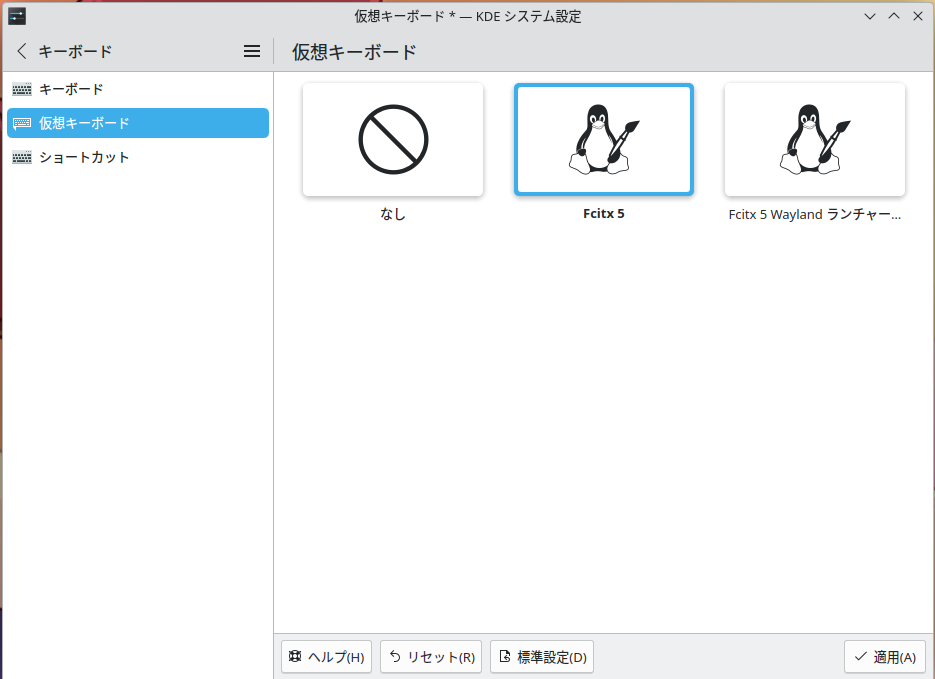 仮想キーボード * — KDE システム設定
キーボード
仮想キーボード
キーボード
仮想キーボード
ショートカット
なし
Fcitx 5
Fcitx 5 Wayland ランチャー...
ヘルプ(H)
リセット(R)
標準設定(D)
適用(A)